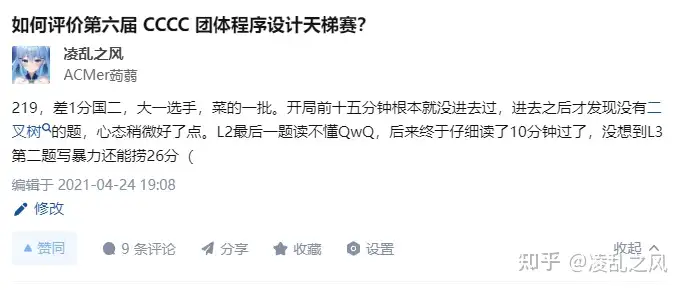 如何评价第六届 CCCC 团体程序设计天梯赛？
凌乱之风
ACMer蒟蒻
219，差1分国二，大一选手，菜的一批。开局前十五分钟根本就没进去过，进去之后才发现没有二
叉树的题，心态稍微好了点。L2最后一题读不懂QwQ，后来终于仔细读了10分钟过了，没想到L3
第二题写暴力还能捞26分（
编辑于 2021-04-24 19:08
修改
赞同 9 条评论 分享 收藏 设置 收起
知乎 @凌乱之风